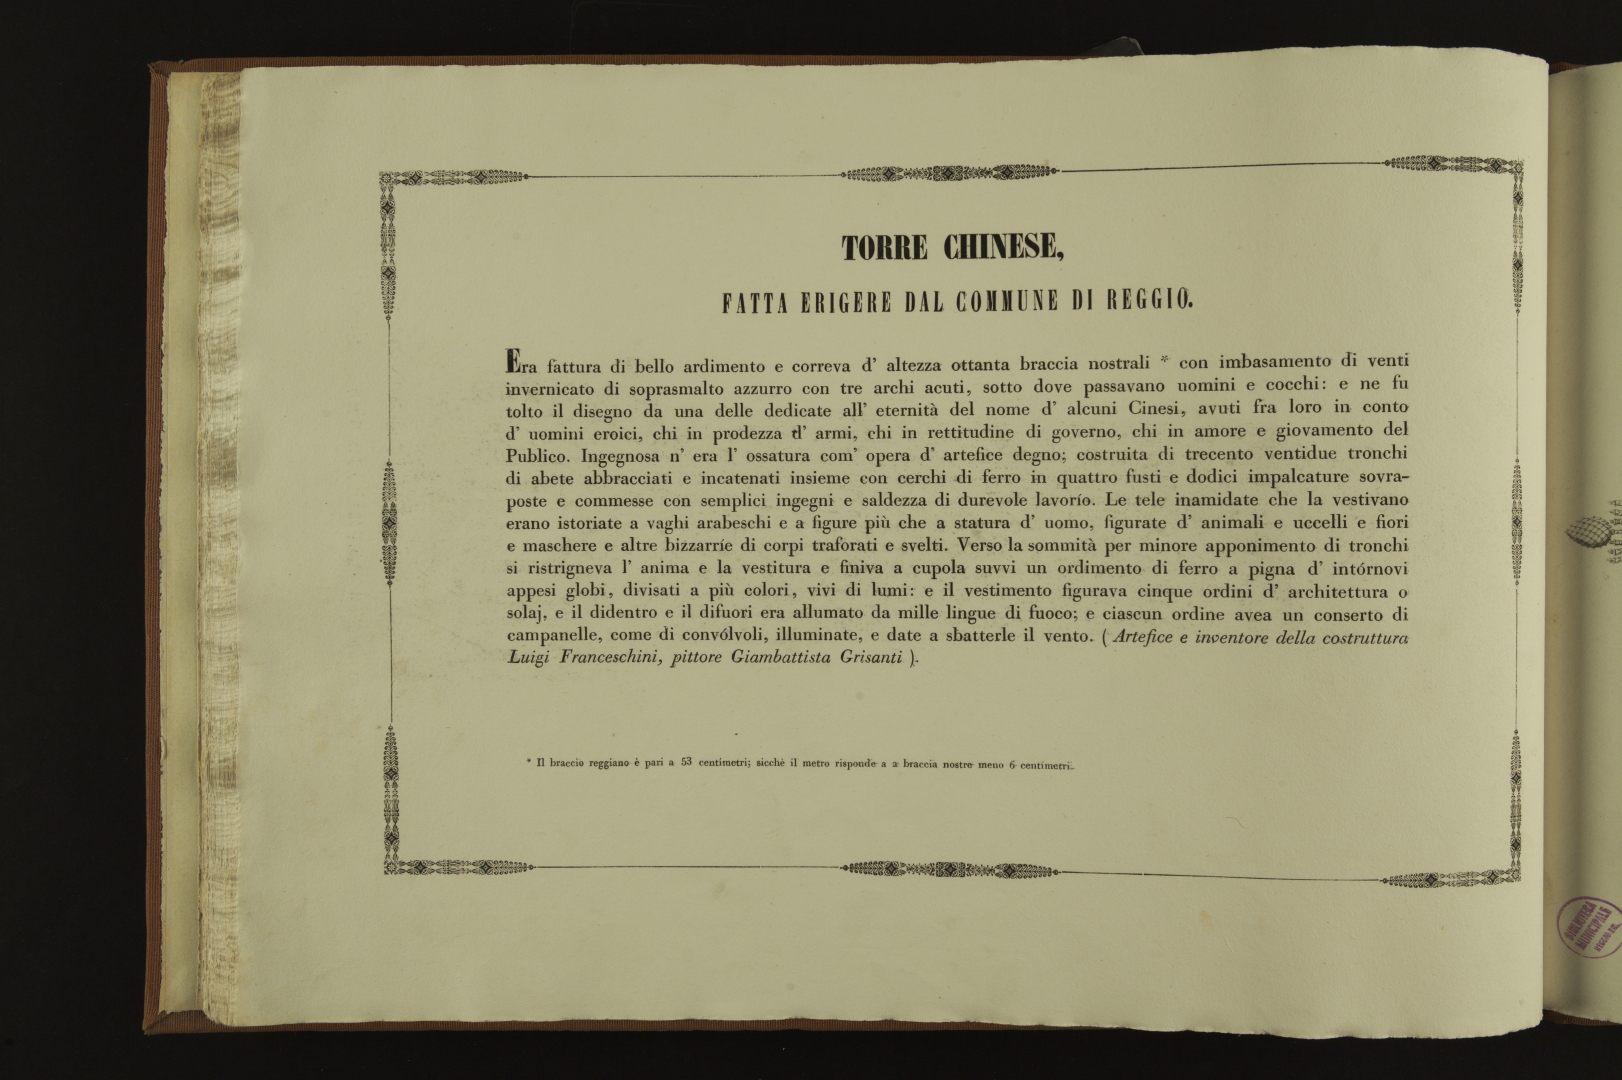 TORRE CHINESE,
FATTA ERIGERE DAL COMMUNE DI REGGIO.
Era fattura di bello ardimento e correva d' altezza ottanta braccia nostrali * con imbasamento di venti
invernicato di soprasmalto azzurro con tre archi acuti, sotto dove passavano uomini e cocchi: e ne fu
tolto il disegno da una delle dedicate all' eternità del nome d' alcuni Cinesi, avuti fra loro in conto
d' uomini eroici, chi in prodezza d' armi, chi in rettitudine di governo, chi in amore e giovamento del
Publico. Ingegnosa n' era l' ossatura com' opera d' artefice degno; costruita di trecento ventidue tronchi
di abete abbracciati e incatenati insieme con cerchi di ferro in quattro fusti e dodici impalcature sovra-
poste e commesse con semplici ingegni e saldezza di durevole lavorío. Le tele inamidate che la vestivano
erano istoriate a vaghi arabeschi e a figure più che a statura d' uomo, figurate d' animali e uccelli e fiori
e maschere e altre bizzarríe di corpi traforati e svelti. Verso la sommità per minore apponimento di tronchi
si ristrigneva l' anima e la vestitura e finiva a cupola suvvi un ordimento di ferro a pigna d' intórnovi
appesi globi, divisati a più colori, vivi di lumi: e il vestimento figurava cinque ordini d' architettura o
solaj, e il didentro e il difuori era allumato da mille lingue di fuoco; e ciascun ordine avea un conserto di
campanelle, come di convólvoli, illuminate, e date a sbatterle il vento. ( Artefice e inventore della costruttura
Luigi Franceschini, pittore Giambattista Grisanti ).
* Il braccio reggiano è pari a 53 centimetri; sicchè il metro risponde a 2 braccia nostre meno 6 centimetri.
BIBLIOTECA
MUNICIPALE